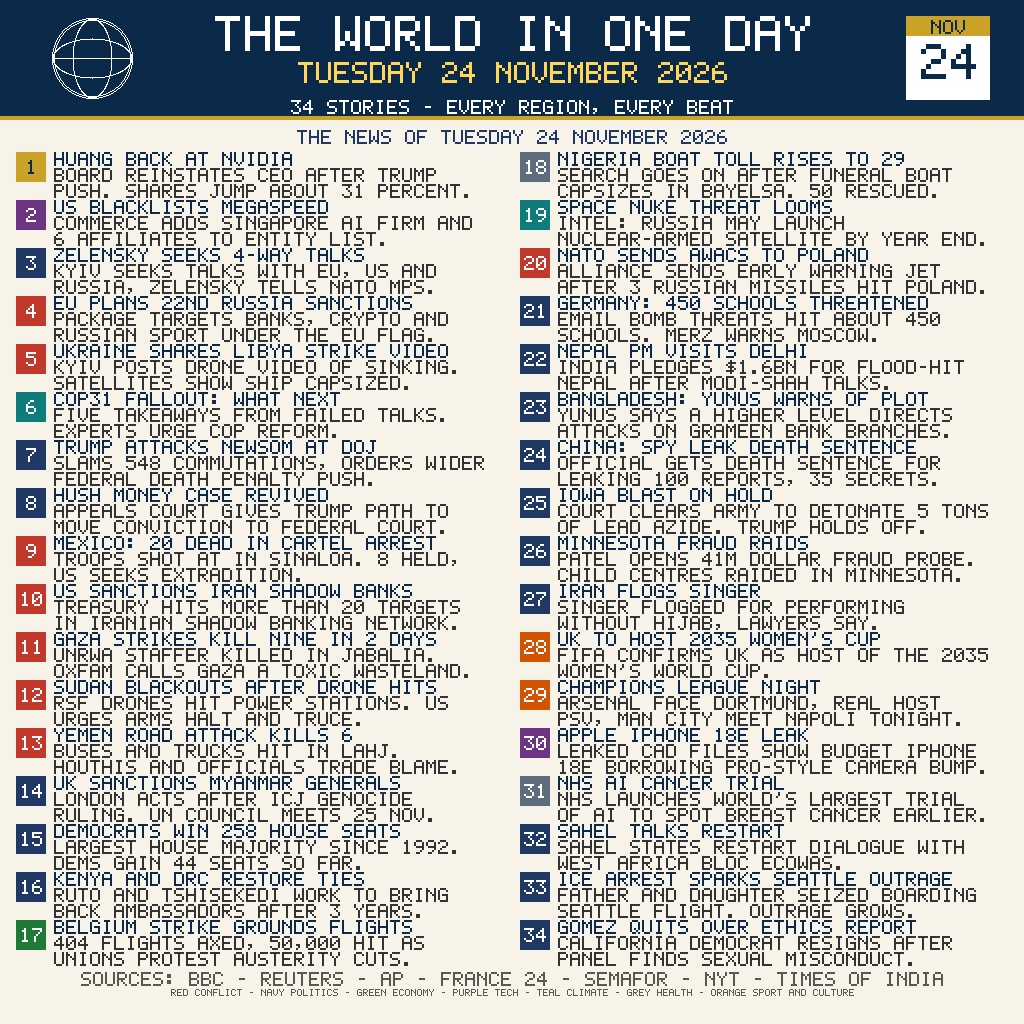 THE WORLD IN ONE DAY
TUESDAY 24 NOVEMBER 2026
34 STORIES - EVERY REGION, EVERY BEAT
NOV
24
THE NEWS OF TUESDAY 24 NOVEMBER 2026
1
HUANG BACK AT NVIDIA
BOARD REINSTATES CEO AFTER TRUMP
PUSH. SHARES JUMP ABOUT 31 PERCENT.
2
US BLACKLISTS MEGASPEED
COMMERCE ADDS SINGAPORE AI FIRM AND
6 AFFILIATES TO ENTITY LIST.
3
ZELENSKY SEEKS 4-WAY TALKS
KYIV SEEKS TALKS WITH EU, US AND
RUSSIA, ZELENSKY TELLS NATO MPS.
4
EU PLANS 22ND RUSSIA SANCTIONS
PACKAGE TARGETS BANKS, CRYPTO AND
RUSSIAN SPORT UNDER THE EU FLAG.
5
UKRAINE SHARES LIBYA STRIKE VIDEO
KYIV POSTS DRONE VIDEO OF SINKING.
SATELLITES SHOW SHIP CAPSIZED.
6
COP31 FALLOUT: WHAT NEXT
FIVE TAKEAWAYS FROM FAILED TALKS.
EXPERTS URGE COP REFORM.
7
TRUMP ATTACKS NEWSOM AT DOJ
SLAMS 548 COMMUTATIONS, ORDERS WIDER
FEDERAL DEATH PENALTY PUSH.
8
HUSH MONEY CASE REVIVED
APPEALS COURT GIVES TRUMP PATH TO
MOVE CONVICTION TO FEDERAL COURT.
9
MEXICO: 20 DEAD IN CARTEL ARREST
TROOPS SHOT AT IN SINALOA. 8 HELD,
US SEEKS EXTRADITION.
10
US SANCTIONS IRAN SHADOW BANKS
TREASURY HITS MORE THAN 20 TARGETS
IN IRANIAN SHADOW BANKING NETWORK.
11
GAZA STRIKES KILL NINE IN 2 DAYS
UNRWA STAFFER KILLED IN JABALIA.
OXFAM CALLS GAZA A TOXIC WASTELAND.
12
SUDAN BLACKOUTS AFTER DRONE HITS
RSF DRONES HIT POWER STATIONS. US
URGES ARMS HALT AND TRUCE.
13
YEMEN ROAD ATTACK KILLS 6
BUSES AND TRUCKS HIT IN LAHJ.
HOUTHIS AND OFFICIALS TRADE BLAME.
14
UK SANCTIONS MYANMAR GENERALS
LONDON ACTS AFTER ICJ GENOCIDE
RULING. UN COUNCIL MEETS 25 NOV.
15
DEMOCRATS WIN 258 HOUSE SEATS
LARGEST HOUSE MAJORITY SINCE 1992.
DEMS GAIN 44 SEATS SO FAR.
16
KENYA AND DRC RESTORE TIES
RUTO AND TSHISEKEDI WORK TO BRING
BACK AMBASSADORS AFTER 3 YEARS.
17
BELGIUM STRIKE GROUNDS FLIGHTS
404 FLIGHTS AXED, 50,000 HIT AS
UNIONS PROTEST AUSTERITY CUTS.
18
NIGERIA BOAT TOLL RISES TO 29
SEARCH GOES ON AFTER FUNERAL BOAT
CAPSIZES IN BAYELSA. 50 RESCUED.
19
SPACE NUKE THREAT LOOMS
INTEL: RUSSIA MAY LAUNCH
NUCLEAR-ARMED SATELLITE BY YEAR END.
20
NATO SENDS AWACS TO POLAND
ALLIANCE SENDS EARLY WARNING JET
AFTER 3 RUSSIAN MISSILES HIT POLAND.
21
GERMANY: 450 SCHOOLS THREATENED
EMAIL BOMB THREATS HIT ABOUT 450
SCHOOLS. MERZ WARNS MOSCOW.
22
NEPAL PM VISITS DELHI
INDIA PLEDGES $1.6BN FOR FLOOD-HIT
NEPAL AFTER MODI-SHAH TALKS.
23
BANGLADESH: YUNUS WARNS OF PLOT
YUNUS SAYS A HIGHER LEVEL DIRECTS
ATTACKS ON GRAMEEN BANK BRANCHES.
24
CHINA: SPY LEAK DEATH SENTENCE
OFFICIAL GETS DEATH SENTENCE FOR
LEAKING 100 REPORTS, 35 SECRETS.
25
IOWA BLAST ON HOLD
COURT CLEARS ARMY TO DETONATE 5 TONS
OF LEAD AZIDE. TRUMP HOLDS OFF.
26
MINNESOTA FRAUD RAIDS
PATEL OPENS 41M DOLLAR FRAUD PROBE.
CHILD CENTRES RAIDED IN MINNESOTA.
27
IRAN FLOGS SINGER
SINGER FLOGGED FOR PERFORMING
WITHOUT HIJAB, LAWYERS SAY.
28
UK TO HOST 2035 WOMEN'S CUP
FIFA CONFIRMS UK AS HOST OF THE 2035
WOMEN'S WORLD CUP.
29
CHAMPIONS LEAGUE NIGHT
ARSENAL FACE DORTMUND, REAL HOST
PSV, MAN CITY MEET NAPOLI TONIGHT.
30
APPLE IPHONE 18E LEAK
LEAKED CAD FILES SHOW BUDGET IPHONE
18E BORROWING PRO-STYLE CAMERA BUMP.
31
NHS AI CANCER TRIAL
NHS LAUNCHES WORLD'S LARGEST TRIAL
OF AI TO SPOT BREAST CANCER EARLIER.
32
SAHEL TALKS RESTART
SAHEL STATES RESTART DIALOGUE WITH
WEST AFRICA BLOC ECOWAS.
33
ICE ARREST SPARKS SEATTLE OUTRAGE
FATHER AND DAUGHTER SEIZED BOARDING
SEATTLE FLIGHT. OUTRAGE GROWS.
34
GOMEZ QUITS OVER ETHICS REPORT
CALIFORNIA DEMOCRAT RESIGNS AFTER
PANEL FINDS SEXUAL MISCONDUCT.
SOURCES: BBC - REUTERS - AP - FRANCE 24 - SEMAFOR - NYT - TIMES OF INDIA
RED CONFLICT - NAVY POLITICS - GREEN ECONOMY - PURPLE TECH - TEAL CLIMATE - GREY HEALTH - ORANGE SPORT AND CULTURE